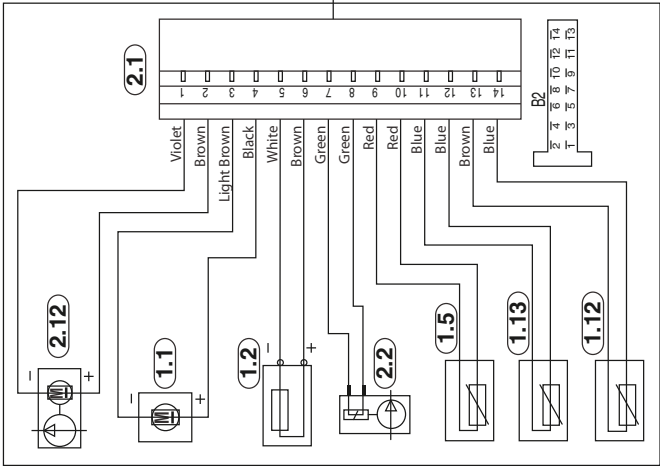 2.1
1 2 3 4 5 6 7 8 9 10 11 12 13 14
Violet
Brown
Light Brown
Black
White
Brown
Green
Green
Red
Red
Blue
Blue
Brown
Blue
B2
2 4 6 8 10 12 14
1 3 5 7 9 11 13
2.12
− +
M
1.1
− +
M
1.2
− +
2.2
1.5
1.13
1.12